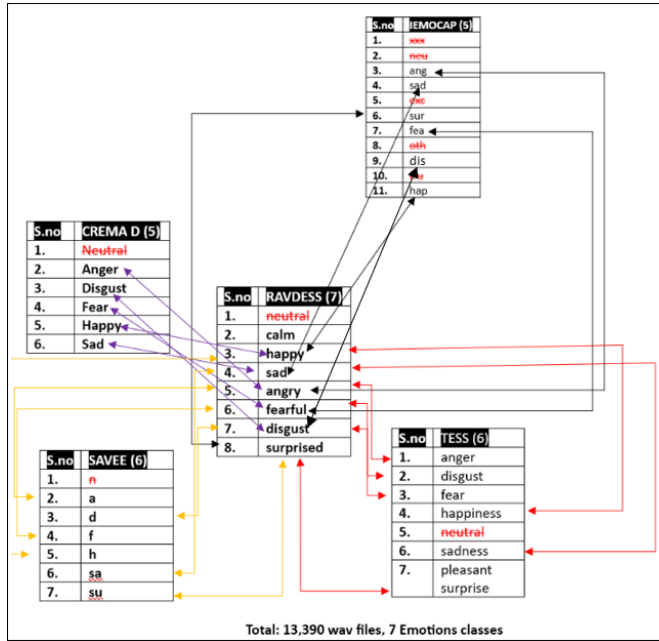 S.no IEMOCAP (5)
1. xxx
2. neu
3. ang
4. sad
5. exc
6. sur
7. fea
8. oth
9. dis
10.
11. hap
S.no CREMA D (5)
1. Neutral
2. Anger
3. Disgust
4. Fear
5. Happy
6. Sad
S.no RAVDESS (7)
1. neutral
2. calm
3. happy
4. sad
5. angry
6. fearful
7. disgust
8. surprised
S.no SAVEE (6)
1. n
2. a
3. d
4. f
5. h
6. sa
7. su
S.no TESS (6)
1. anger
2. disgust
3. fear
4. happiness
5. neutral
6. sadness
7. pleasant
surprise
Total: 13,390 wav files, 7 Emotions classes